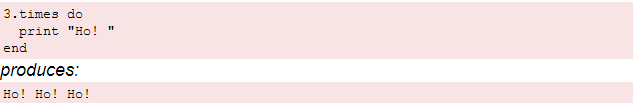 3.times do
  print "Ho! "
end
produces:
Ho! Ho! Ho!